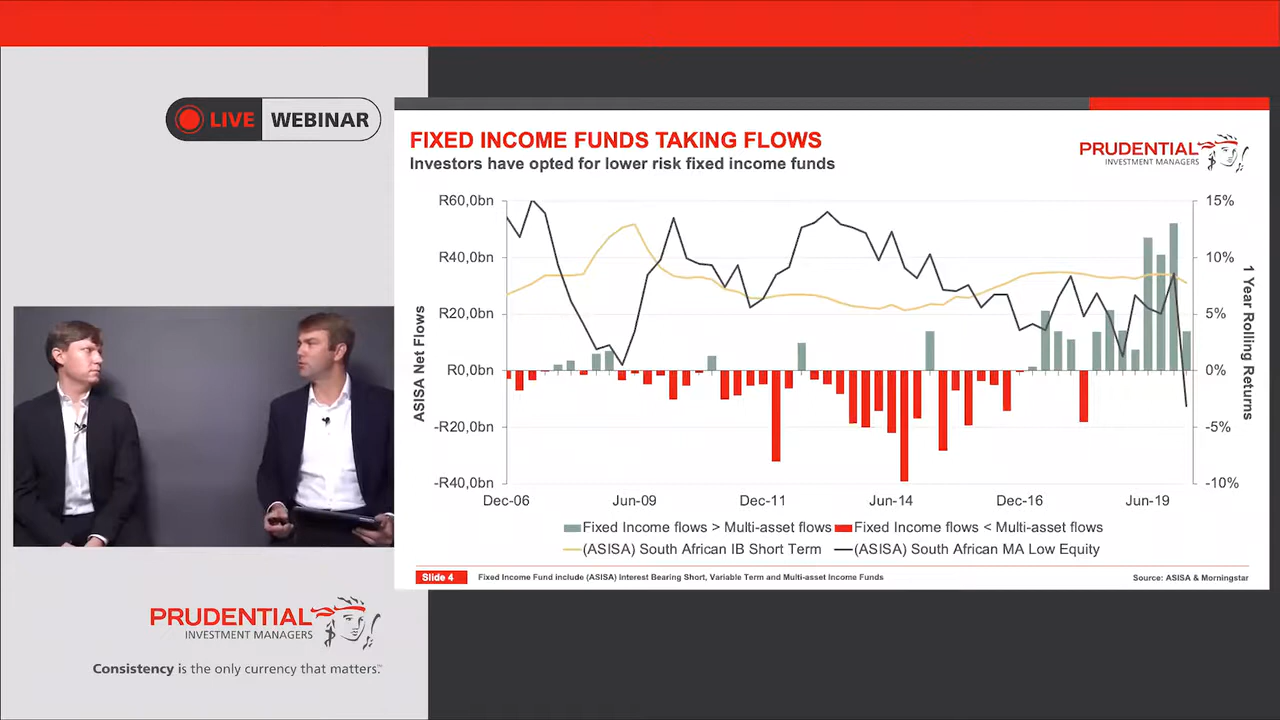 LIVE WEBINAR
FIXED INCOME FUNDS TAKING FLOWS
Investors have opted for lower risk fixed income funds
PRUDENTIAL
INVESTMENT MANAGERS
R60,0bn
R40,0bn
R20,0bn
R0,0bn
-R20,0bn
-R40,0bn
ASISA Net Flows
15%
10%
5%
0%
-5%
-10%
1 Year Rolling Returns
Dec-06 Jun-09 Dec-11 Jun-14 Dec-16 Jun-19
Fixed Income flows > Multi-asset flows Fixed Income flows < Multi-asset flows
(ASISA) South African IB Short Term (ASISA) South African MA Low Equity
Slide 4 Fixed Income Fund include (ASISA) Interest Bearing Short, Variable Term and Multi-asset Income Funds Source: ASISA & Morningstar
PRUDENTIAL
INVESTMENT MANAGERS
Consistency is the only currency that matters.™